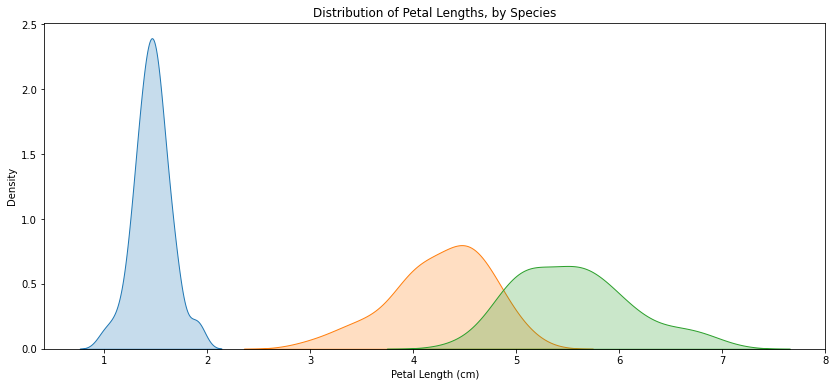 Distribution of Petal Lengths, by Species
2.5
2.0
1.5
1.0
0.5
0.0
Density
1 2 3 4 5 6 7 8
Petal Length (cm)